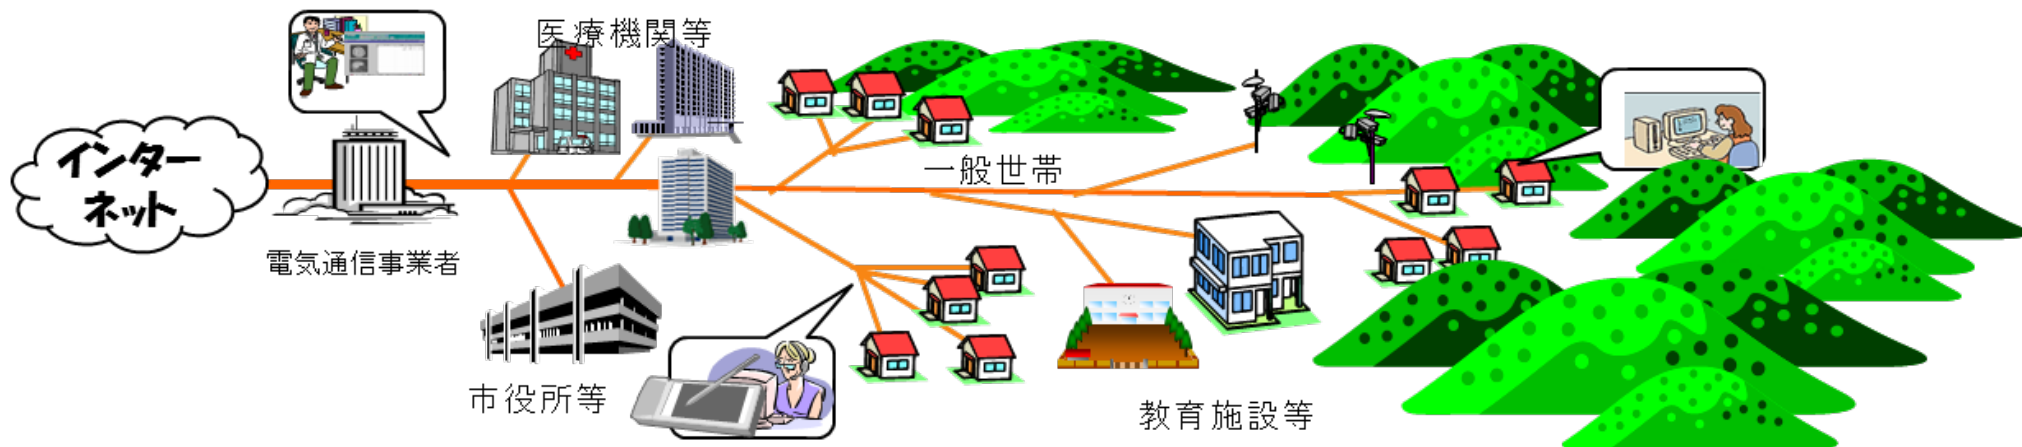 医療機関等
インター
ネット
一般世帯
電気通信事業者
市役所等
教育施設等